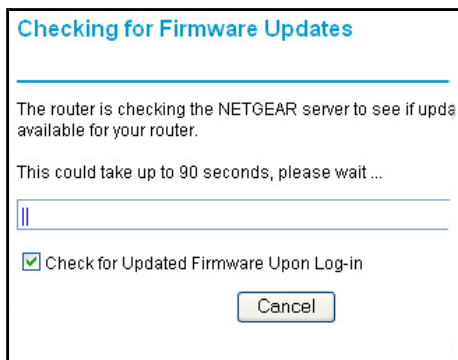 Checking for Firmware Updates
The router is checking the NETGEAR server to see if
available for your router.
This could take up to 90 seconds, please wait ...
Check for Updated Firmware Upon Log-in
Cancel